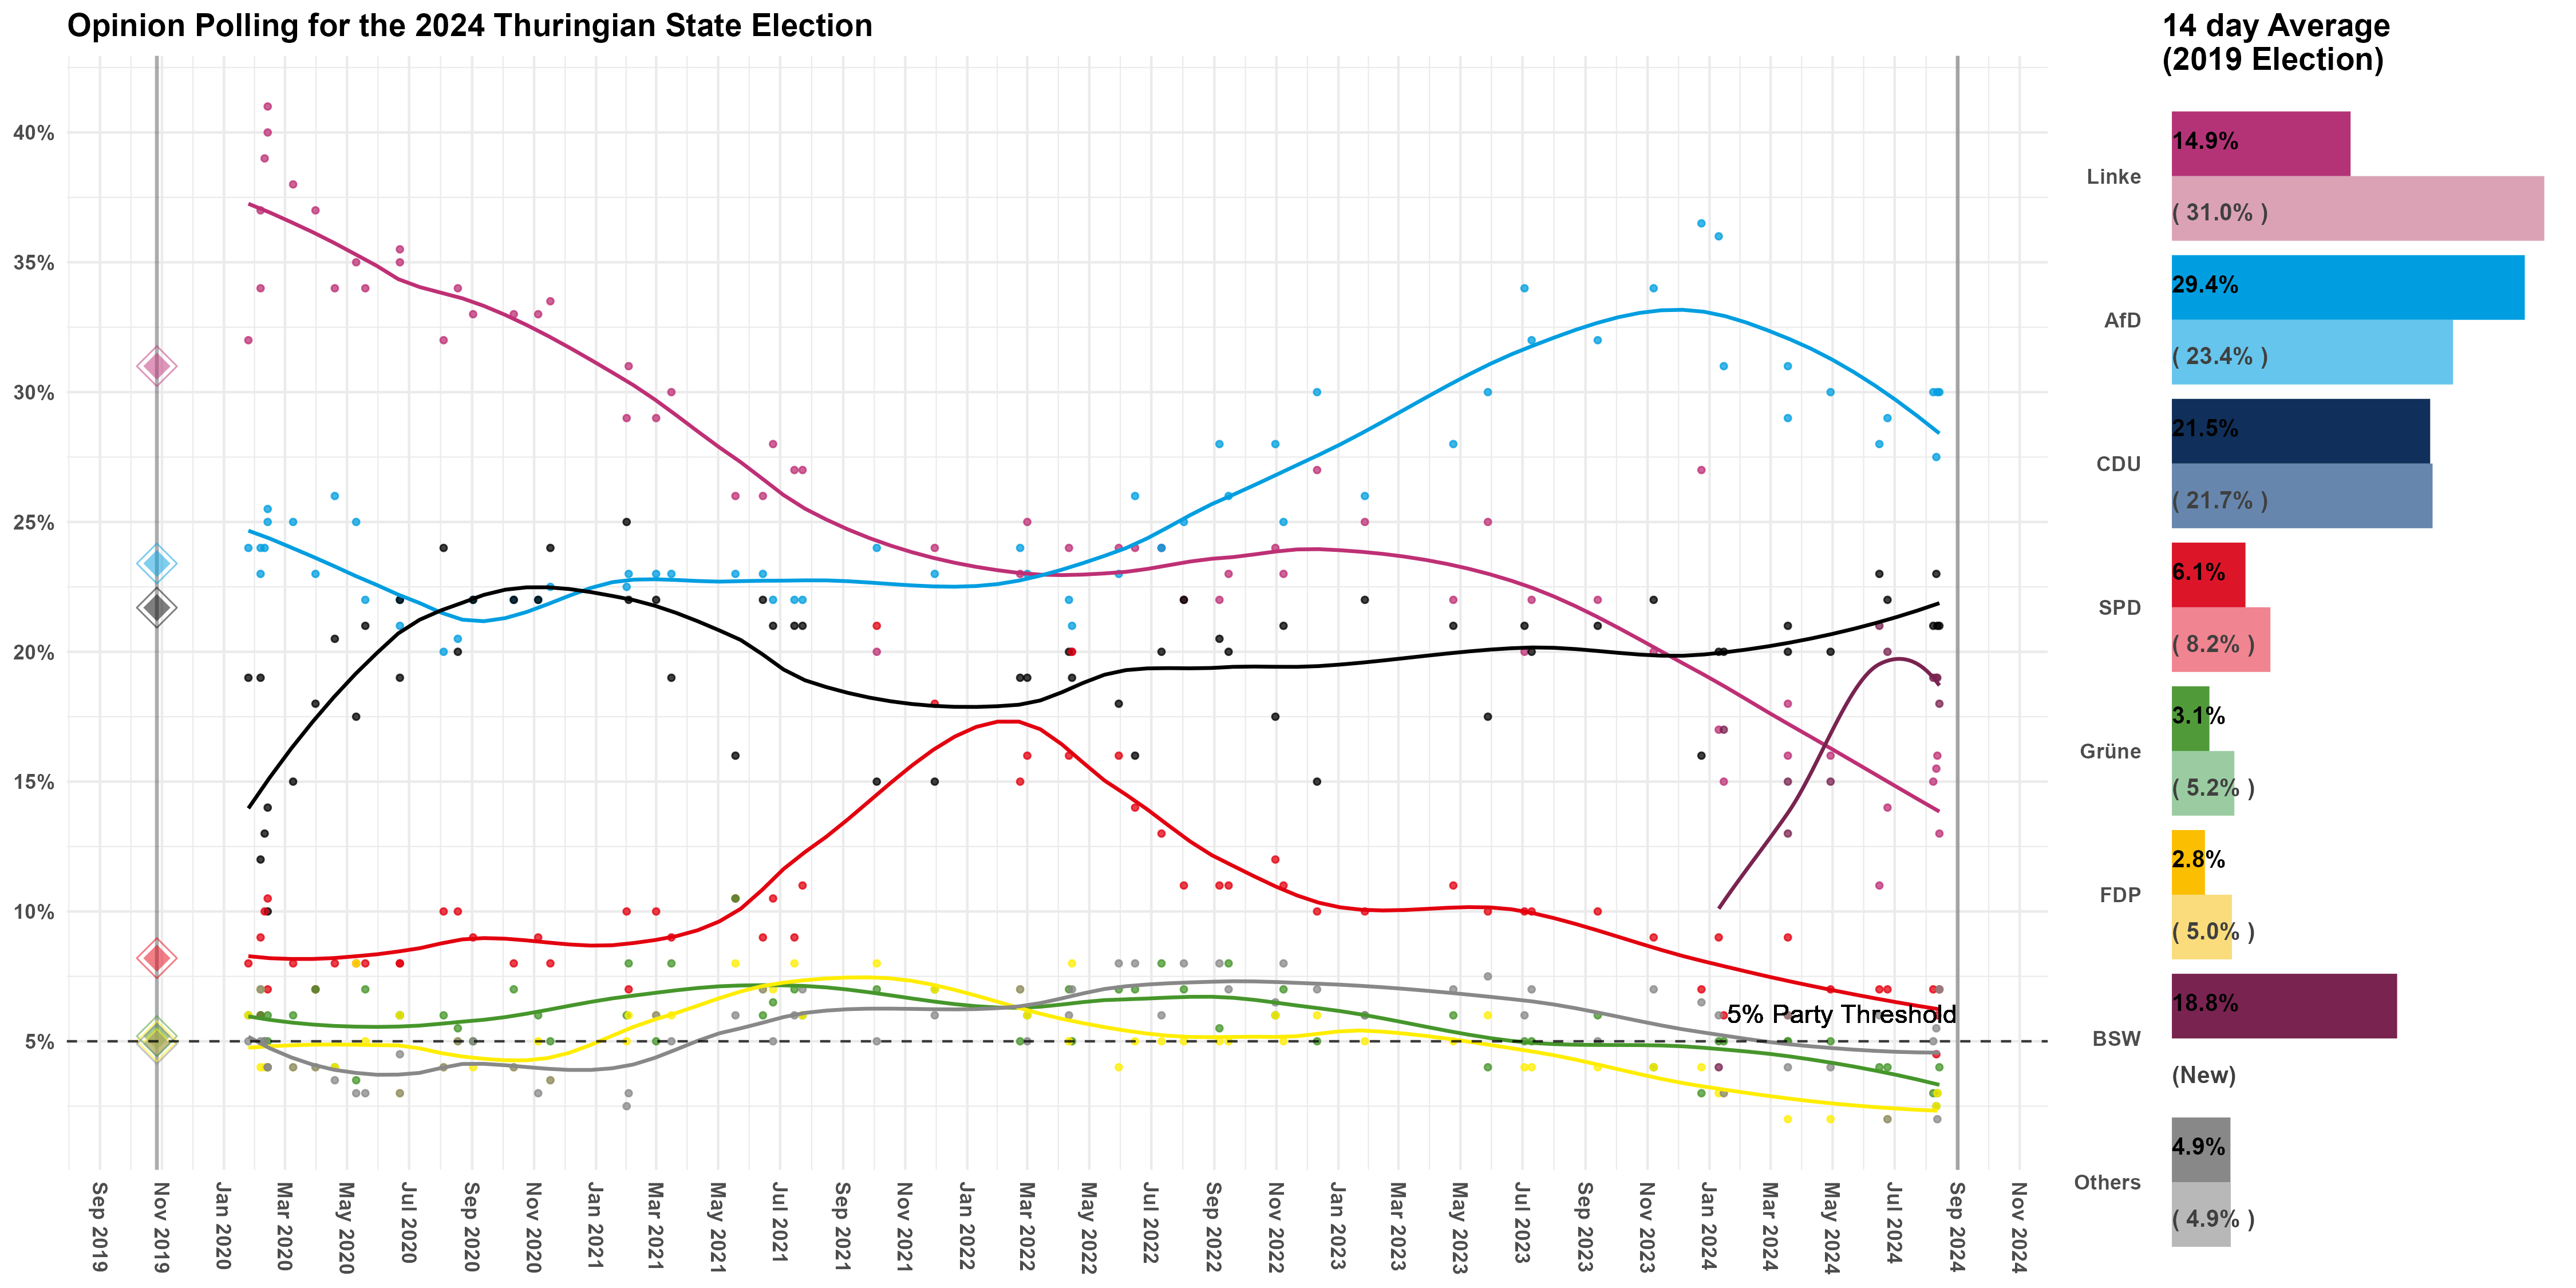 Opinion Polling for the 2024 Thuringian State Election
40%
35%
30%
25%
20%
15%
10%
5%
5% Party Threshold
Sep 2019
Nov 2019
Jan 2020
Mar 2020
May 2020
Jul 2020
Sep 2020
Nov 2020
Jan 2021
Mar 2021
May 2021
Jul 2021
Sep 2021
Nov 2021
Jan 2022
Mar 2022
May 2022
Jul 2022
Sep 2022
Nov 2022
Jan 2023
Mar 2023
May 2023
Jul 2023
Sep 2023
Nov 2023
Jan 2024
Mar 2024
May 2024
Jul 2024
Sep 2024
Nov 2024
14 day Average
(2019 Election)
Linke
14.9%
( 31.0% )
AfD
29.4%
( 23.4% )
CDU
21.5%
( 21.7% )
SPD
6.1%
( 8.2% )
Grüne
3.1%
( 5.2% )
FDP
2.8%
( 5.0% )
BSW
18.8%
(New)
Others
4.9%
( 4.9% )